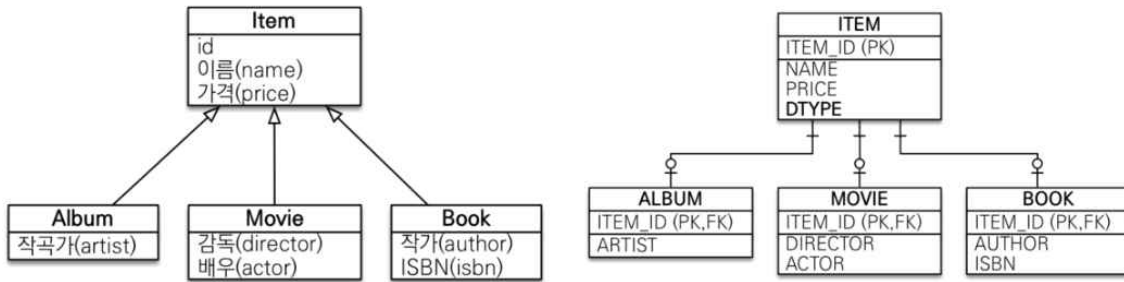 Item
id
이름(name)
가격(price)
Album
작곡가(artist)
Movie
감독(director)
배우(actor)
Book
작가(author)
ISBN(isbn)
ITEM
ITEM_ID (PK)
NAME
PRICE
DTYPE
ALBUM
ITEM_ID (PK,FK)
ARTIST
MOVIE
ITEM_ID (PK,FK)
DIRECTOR
ACTOR
BOOK
ITEM_ID (PK,FK)
AUTHOR
ISBN